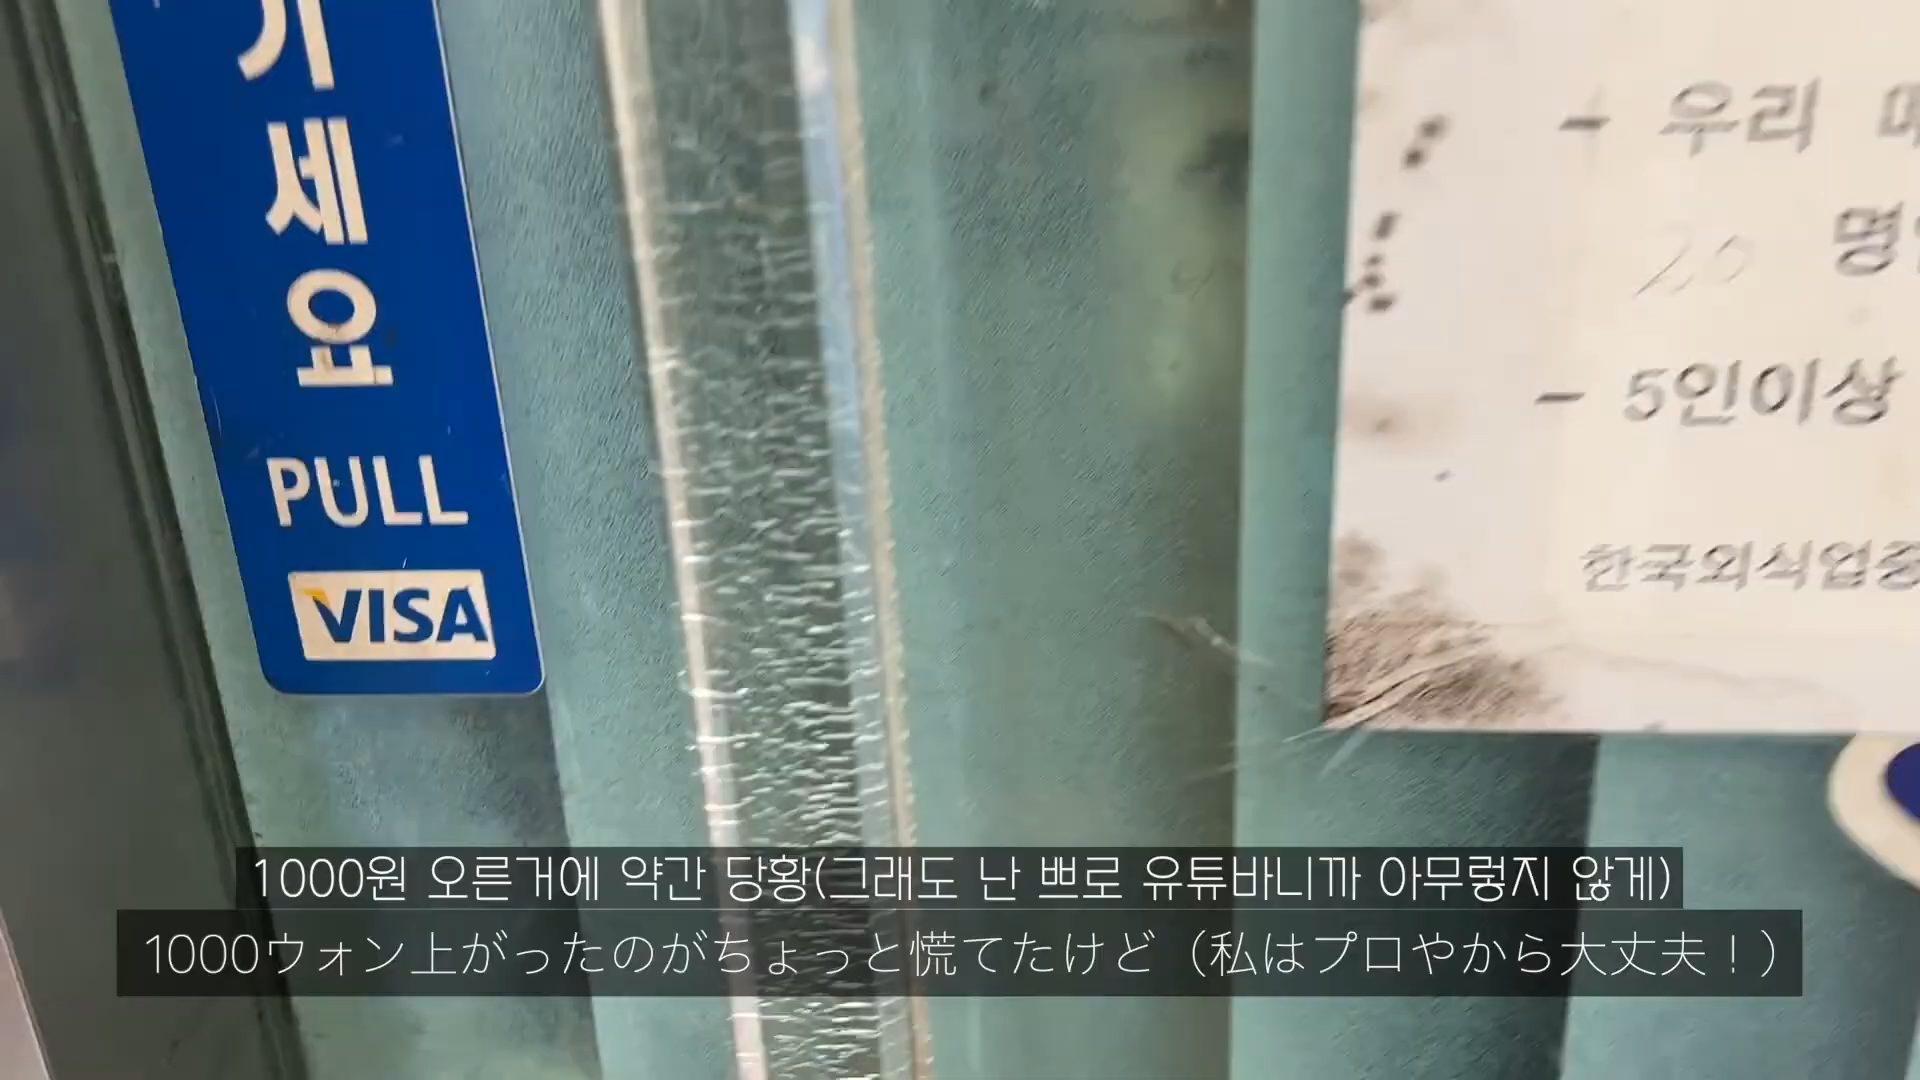 기세요
PULL
VISA
- 우리
20 명
- 5인이상
한국외식업중
1000원 오른거에 약간 당황(그래도 난 쁘로 유튜바니까 아무렇지 않게)
1000ウォン上がったのがちょっと慌てたけど（私はプロやから大丈夫！）